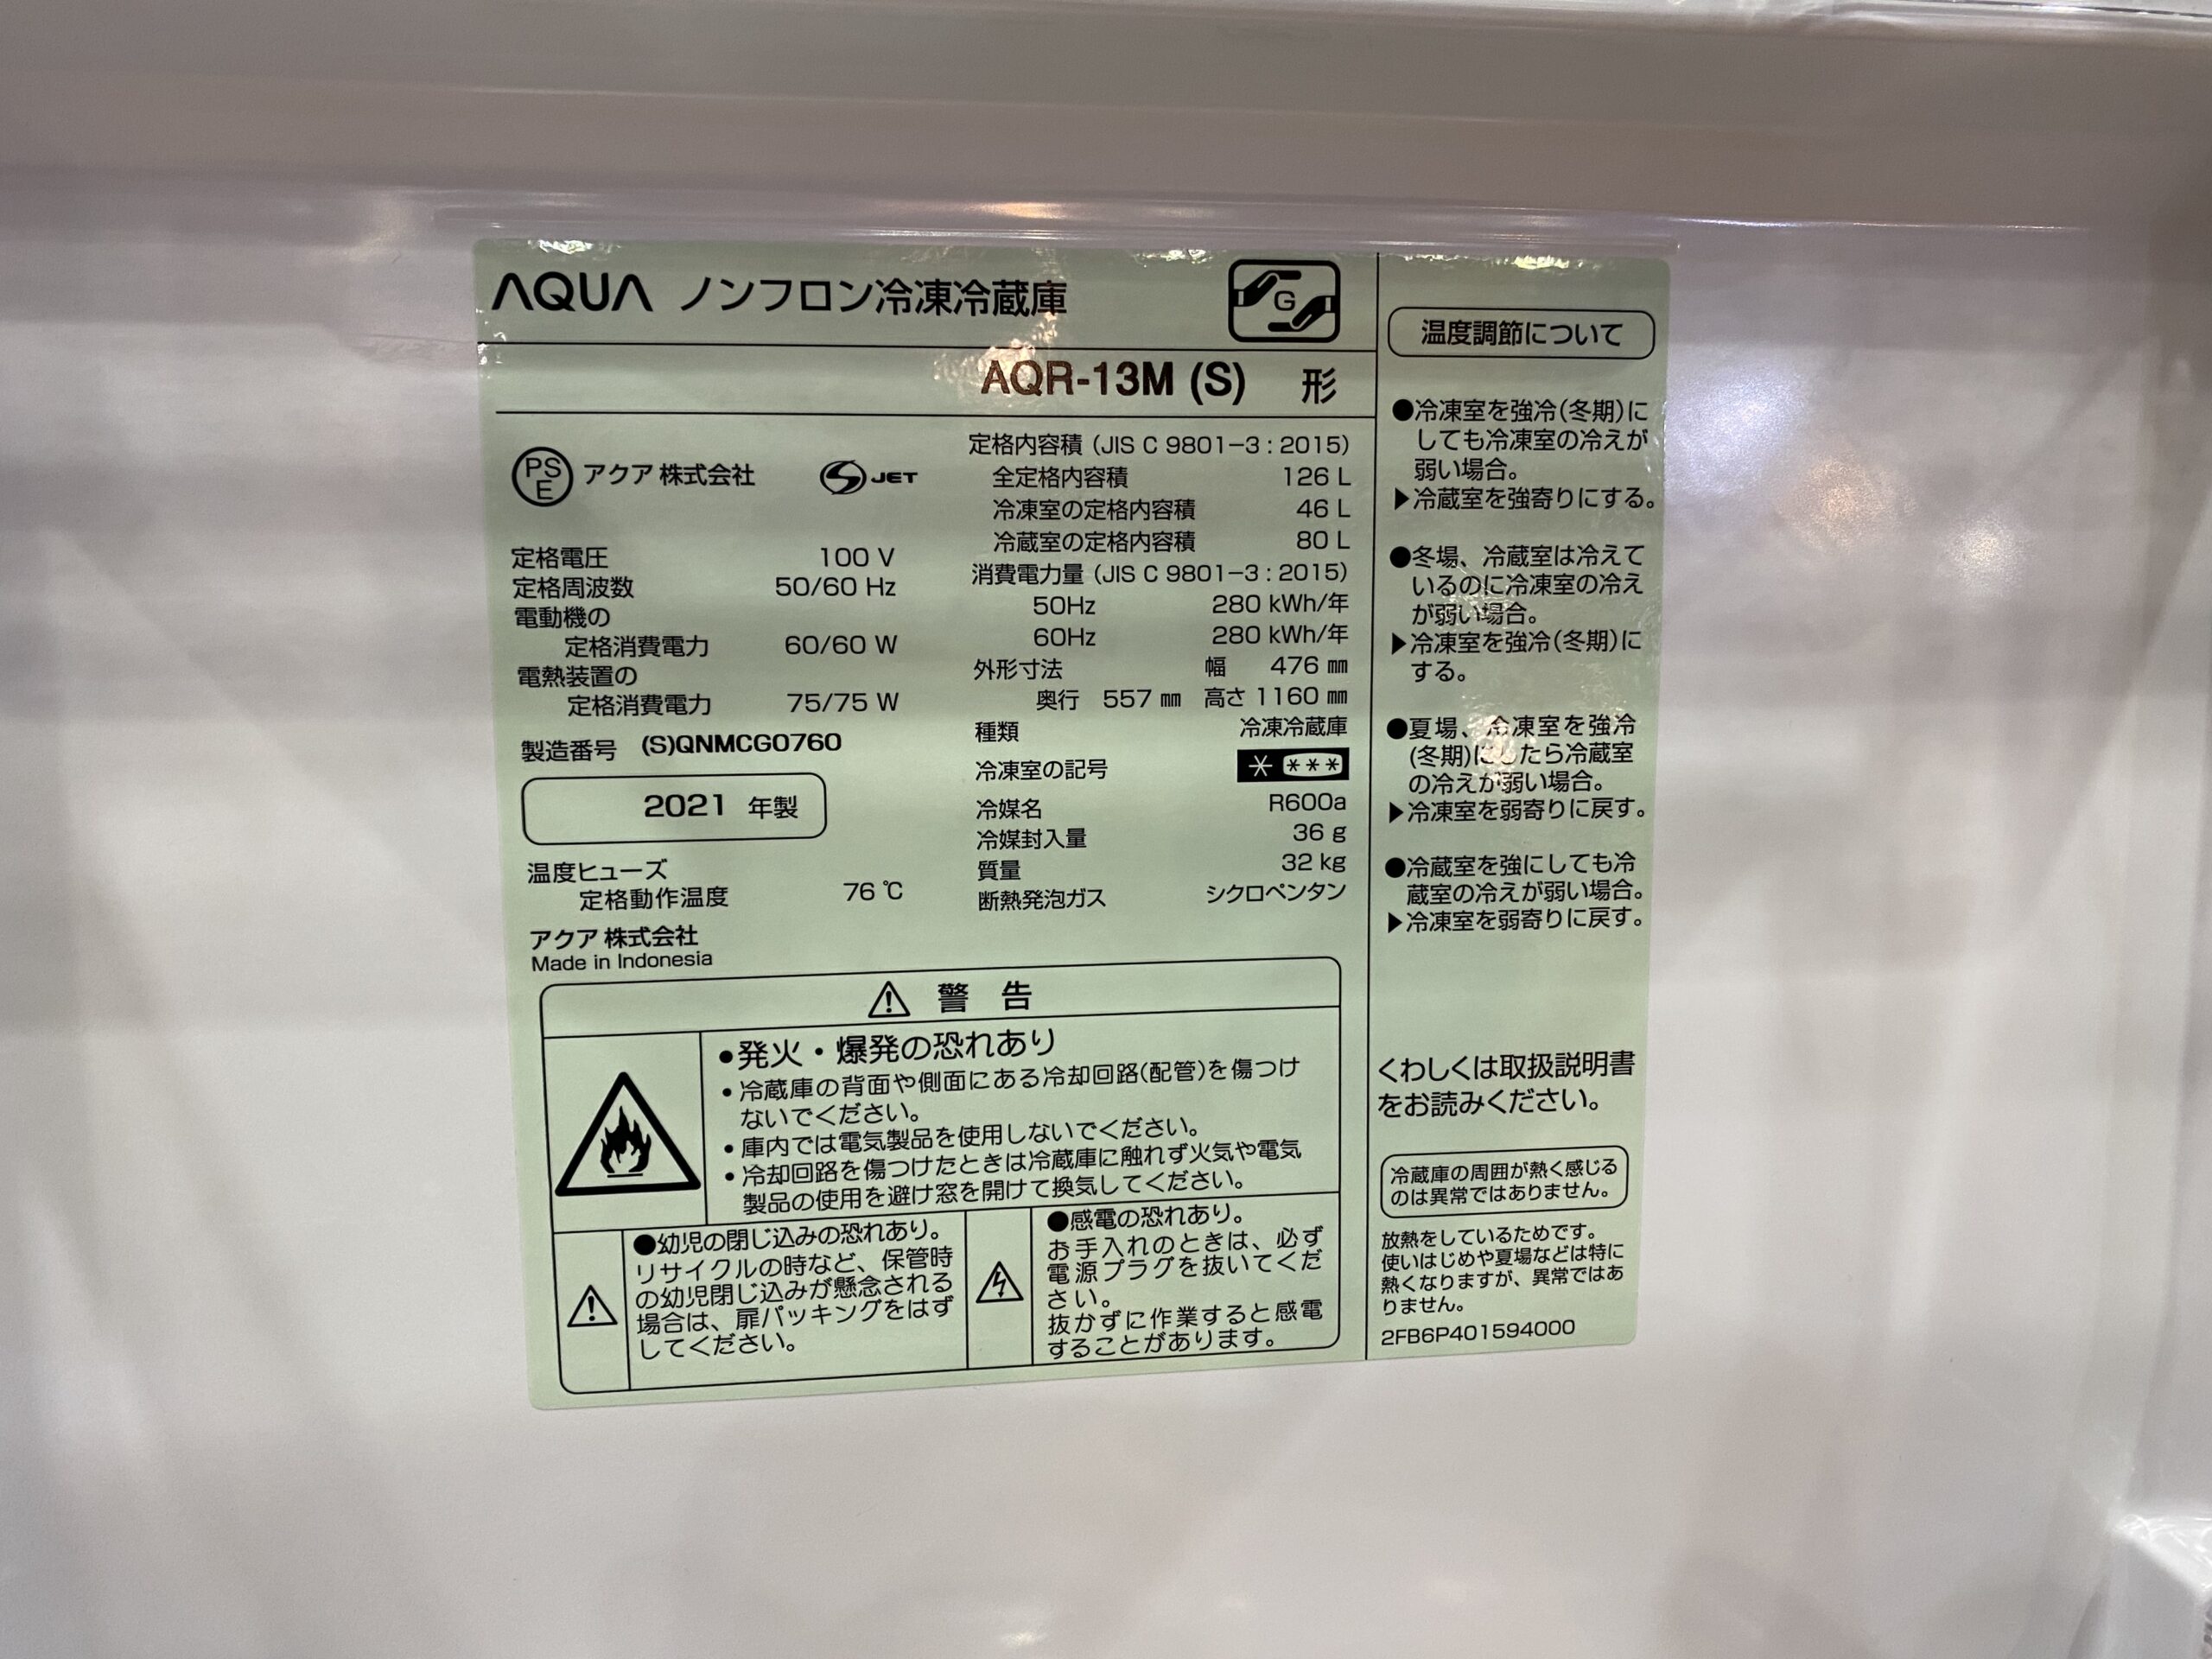 AQUA ノンフロン冷凍冷蔵庫
G
AQR-13M (S) 形
PS
E
アクア 株式会社
S JET
定格電圧 100 V
定格周波数 50/60 Hz
電動機の
定格消費電力 60/60 W
電熱装置の
定格消費電力 75/75 W
製造番号 (S)QNMCG0760
2021 年製
温度ヒューズ
定格動作温度 76 ℃
アクア 株式会社
Made in Indonesia
定格内容積 (JIS C 9801-3 : 2015)
全定格内容積 126 L
冷凍室の定格内容積 46 L
冷蔵室の定格内容積 80 L
消費電力量 (JIS C 9801-3 : 2015)
50Hz 280 kWh/年
60Hz 280 kWh/年
外形寸法 幅 476 ㎜
奥行 557 ㎜ 高さ 1160 ㎜
種類 冷凍冷蔵庫
冷凍室の記号 * ***
冷媒名 R600a
冷媒封入量 36 g
質量 32 kg
断熱発泡ガス シクロペンタン
警 告
•発火・爆発の恐れあり
•冷蔵庫の背面や側面にある冷却回路(配管)を傷つけ
ないでください。
•庫内では電気製品を使用しないでください。
•冷却回路を傷つけたときは冷蔵庫に触れず火気や電気
製品の使用を避け窓を開けて換気してください。
●幼児の閉じ込みの恐れあり。
リサイクルの時など、保管時
の幼児閉じ込みが懸念される
場合は、扉パッキングをはず
してください。
●感電の恐れあり。
お手入れのときは、必ず
電源プラグを抜いてくだ
さい。
抜かずに作業すると感電
することがあります。
温度調節について
●冷凍室を強冷(冬期)に
しても冷凍室の冷えが
弱い場合。
▶冷蔵室を強寄りにする。
●冬場、冷蔵室は冷えて
いるのに冷凍室の冷え
が弱い場合。
▶冷凍室を強冷(冬期)に
する。
●夏場、冷凍室を強冷
(冬期)にしたら冷蔵室
の冷えが弱い場合。
▶冷凍室を弱寄りに戻す。
●冷蔵室を強にしても冷
蔵室の冷えが弱い場合。
▶冷凍室を弱寄りに戻す。
くわしくは取扱説明書
をお読みください。
冷蔵庫の周囲が熱く感じる
のは異常ではありません。
放熱をしているためです。
使いはじめや夏場などは特に
熱くなりますが、異常ではあ
りません。
2FB6P401594000